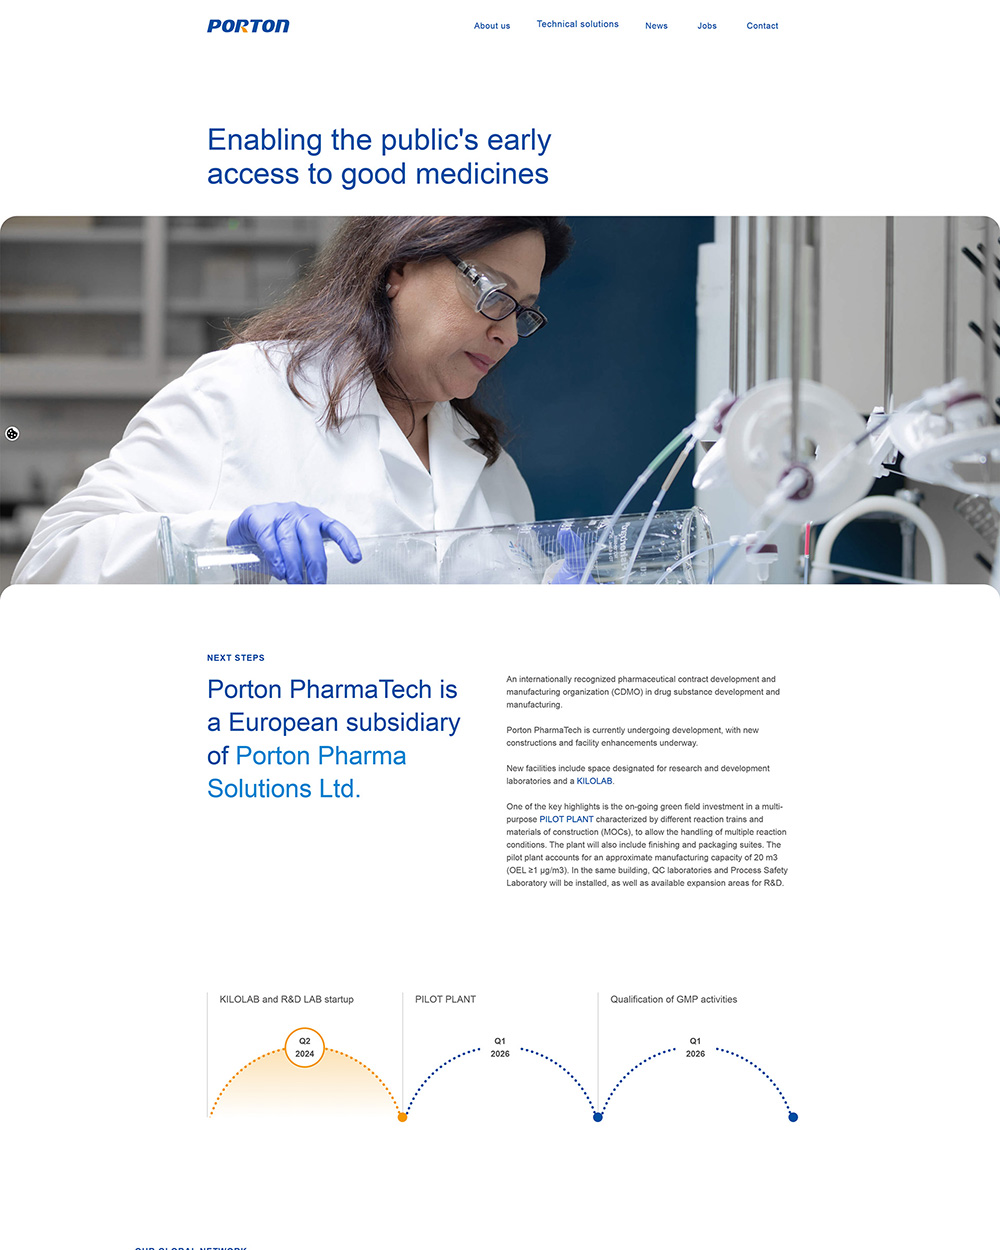 PORTON
About us
Technical solutions
News
Jobs
Contact
Enabling the public's early
access to good medicines
NEXT STEPS
Porton PharmaTech is
a European subsidiary
of Porton Pharma
Solutions Ltd.
An internationally recognized pharmaceutical contract development and
manufacturing organization (CDMO) in drug substance development and
manufacturing.
Porton PharmaTech is currently undergoing development, with new
constructions and facility enhancements underway.
New facilities include space designated for research and development
laboratories and a KILOLAB.
One of the key highlights is the on-going green field investment in a multi-
purpose PILOT PLANT characterized by different reaction trains and
materials of construction (MOCs), to allow the handling of multiple reaction
conditions. The plant will also include finishing and packaging suites. The
pilot plant accounts for an approximate manufacturing capacity of 20 m3
(OEL ≥1 µg/m3). In the same building, QC laboratories and Process Safety
Laboratory will be installed, as well as available expansion areas for R&D.
KILOLAB and R&D LAB startup
Q2
2024
PILOT PLANT
Q1
2026
Qualification of GMP activities
Q1
2026
OUR GLOBAL NETWORK